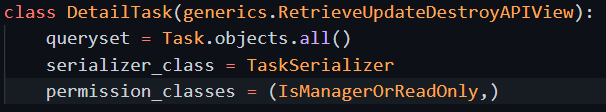 class DetailTask(generics.RetrieveUpdateDestroyAPIView):
    queryset = Task.objects.all()
    serializer_class = TaskSerializer
    permission_classes = (IsManagerOrReadOnly,)